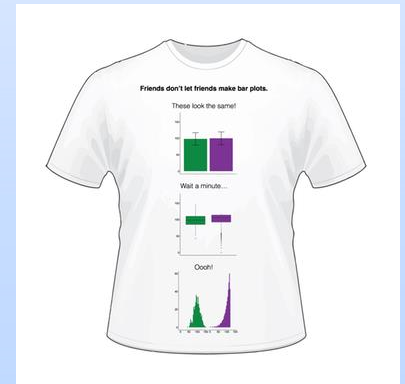 Friends don't let friends make bar plots.
These look the same!
Wait a minute...
Oooh!